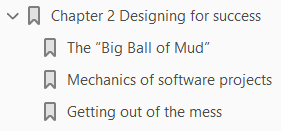 Chapter 2 Designing for success
The “Big Ball of Mud”
Mechanics of software projects
Getting out of the mess